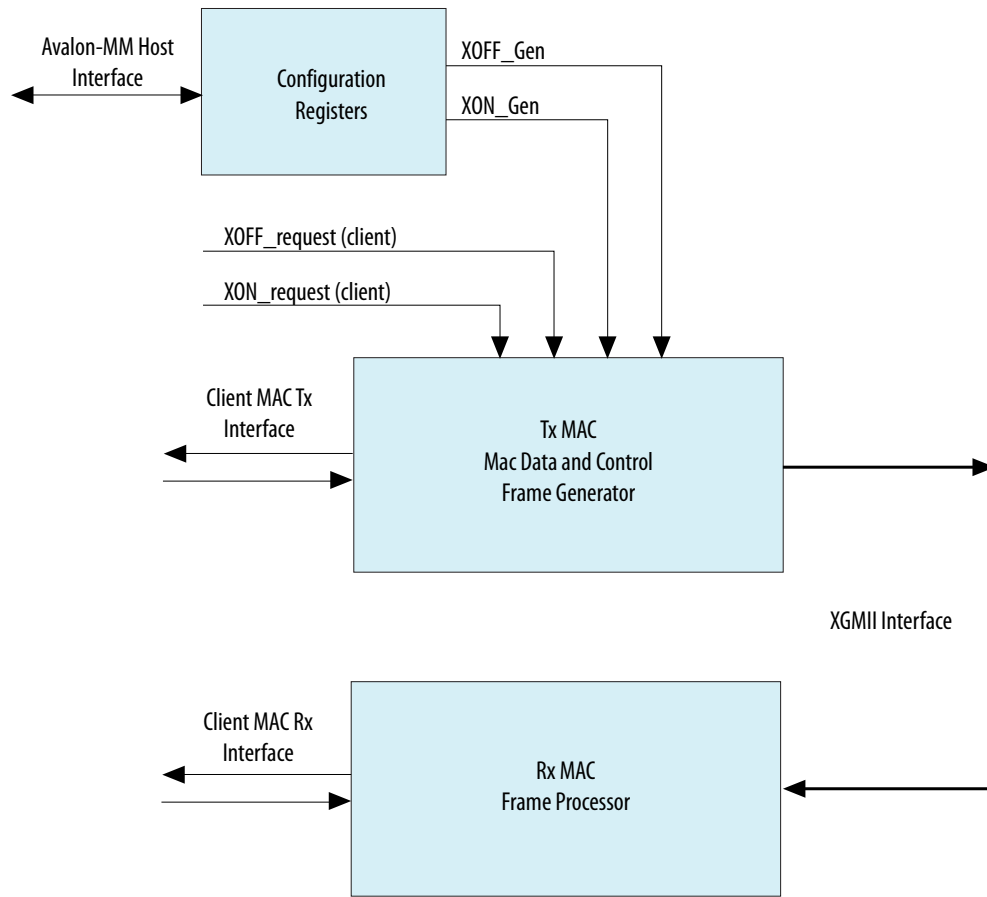 Avalon-MM Host
Interface
Configuration
Registers
XOFF_Gen
XON_Gen
XOFF_request (client)
XON_request (client)
Client MAC Tx
Interface
Tx MAC
Mac Data and Control
Frame Generator
XGMII Interface
Client MAC Rx
Interface
Rx MAC
Frame Processor